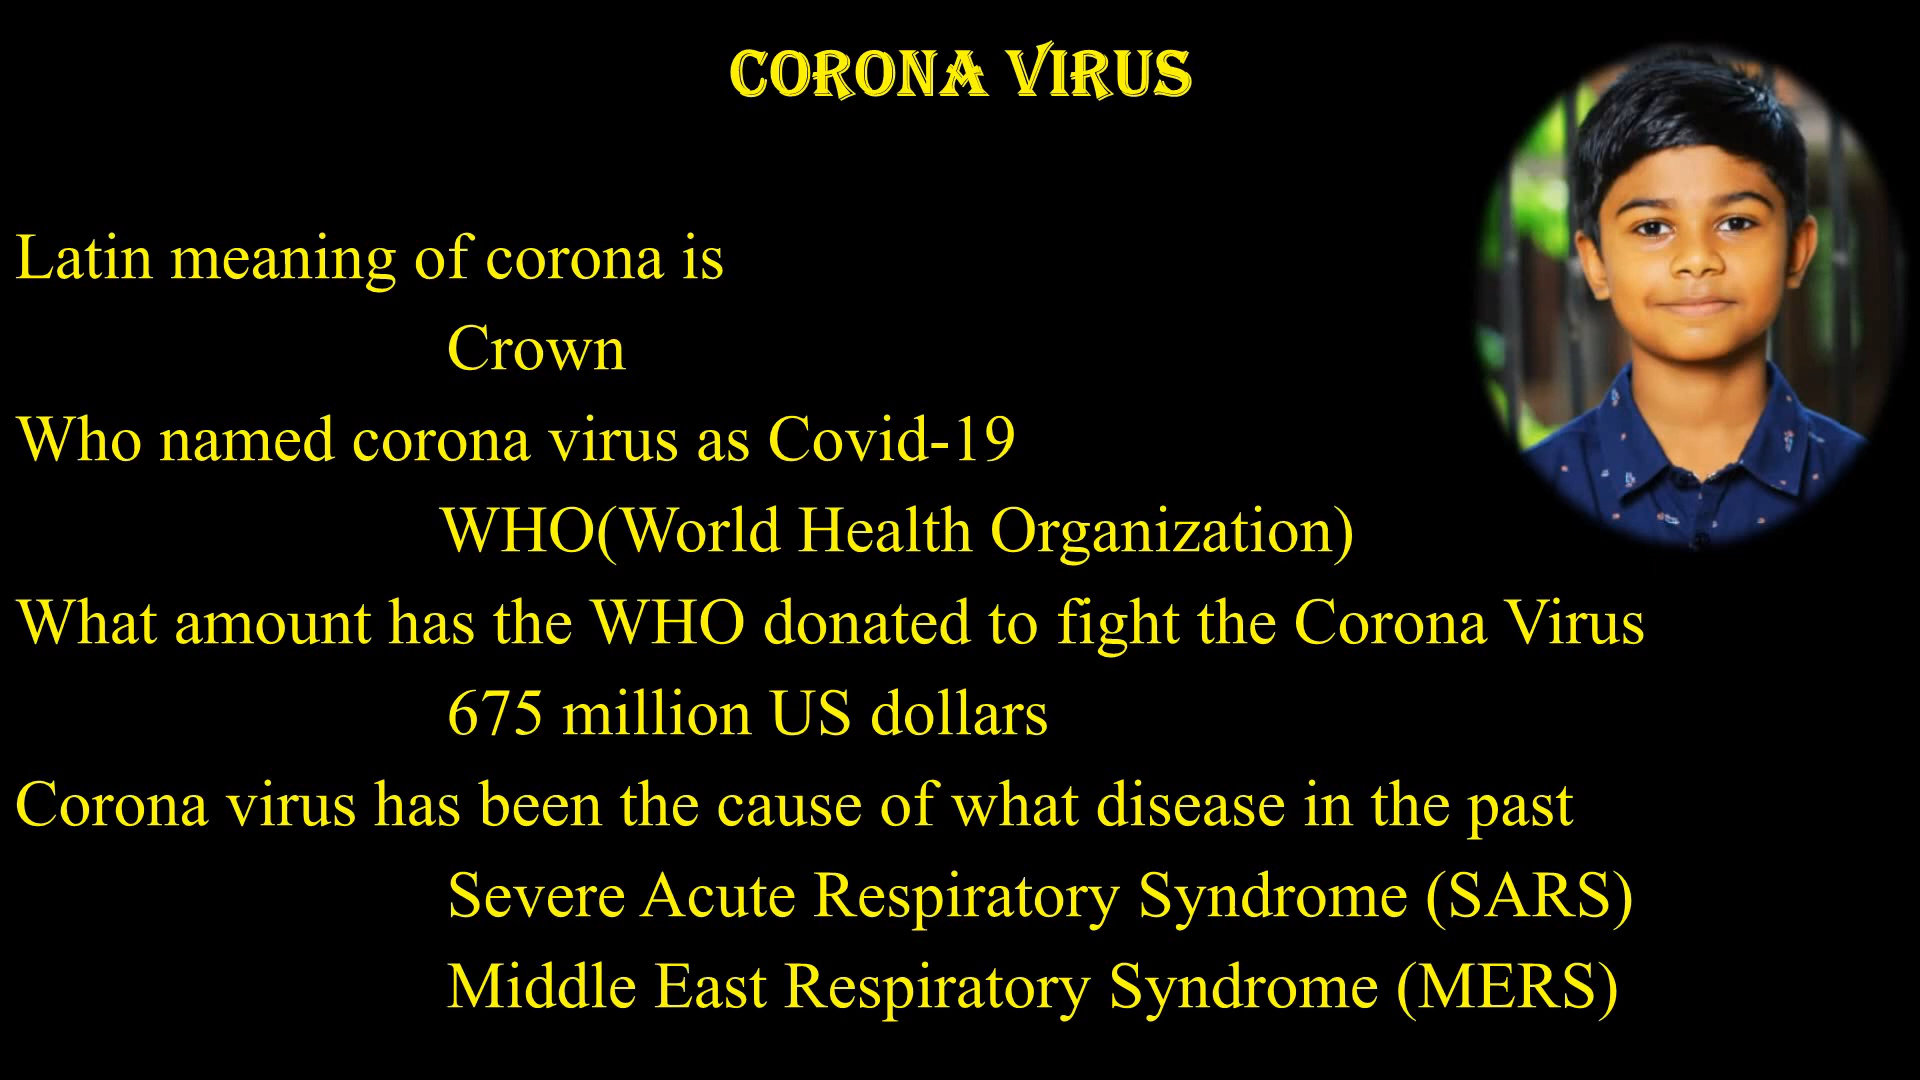 CORONA VIRUS
Latin meaning of corona is
Crown
Who named corona virus as Covid-19
WHO(World Health Organization)
What amount has the WHO donated to fight the Corona Virus
675 million US dollars
Corona virus has been the cause of what disease in the past
Severe Acute Respiratory Syndrome (SARS)
Middle East Respiratory Syndrome (MERS)